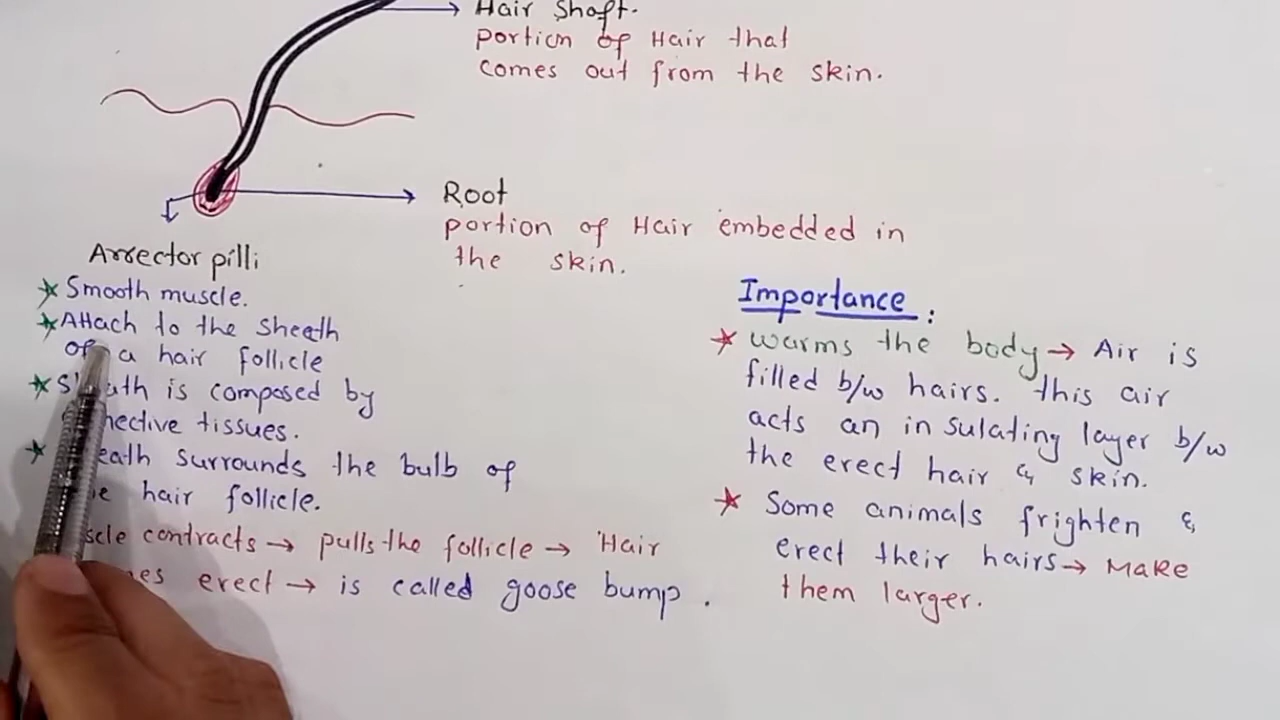 Hair Shaft.
portion of Hair that
comes out from the skin.
Root
portion of Hair embedded in
the skin.
Arrector pilli
Smooth muscle.
Attach to the sheath
of a hair follicle
is composed by
tissues.
surrounds the bulb of
hair follicle.
contracts → pulls the follicle → Hair
erect → is called goose bump.
Importance :
warms the body → Air is
filled b/w hairs. this air
acts an insulating layer b/w
the erect hair & skin.
Some animals frighten &
erect their hairs → Make
them larger.